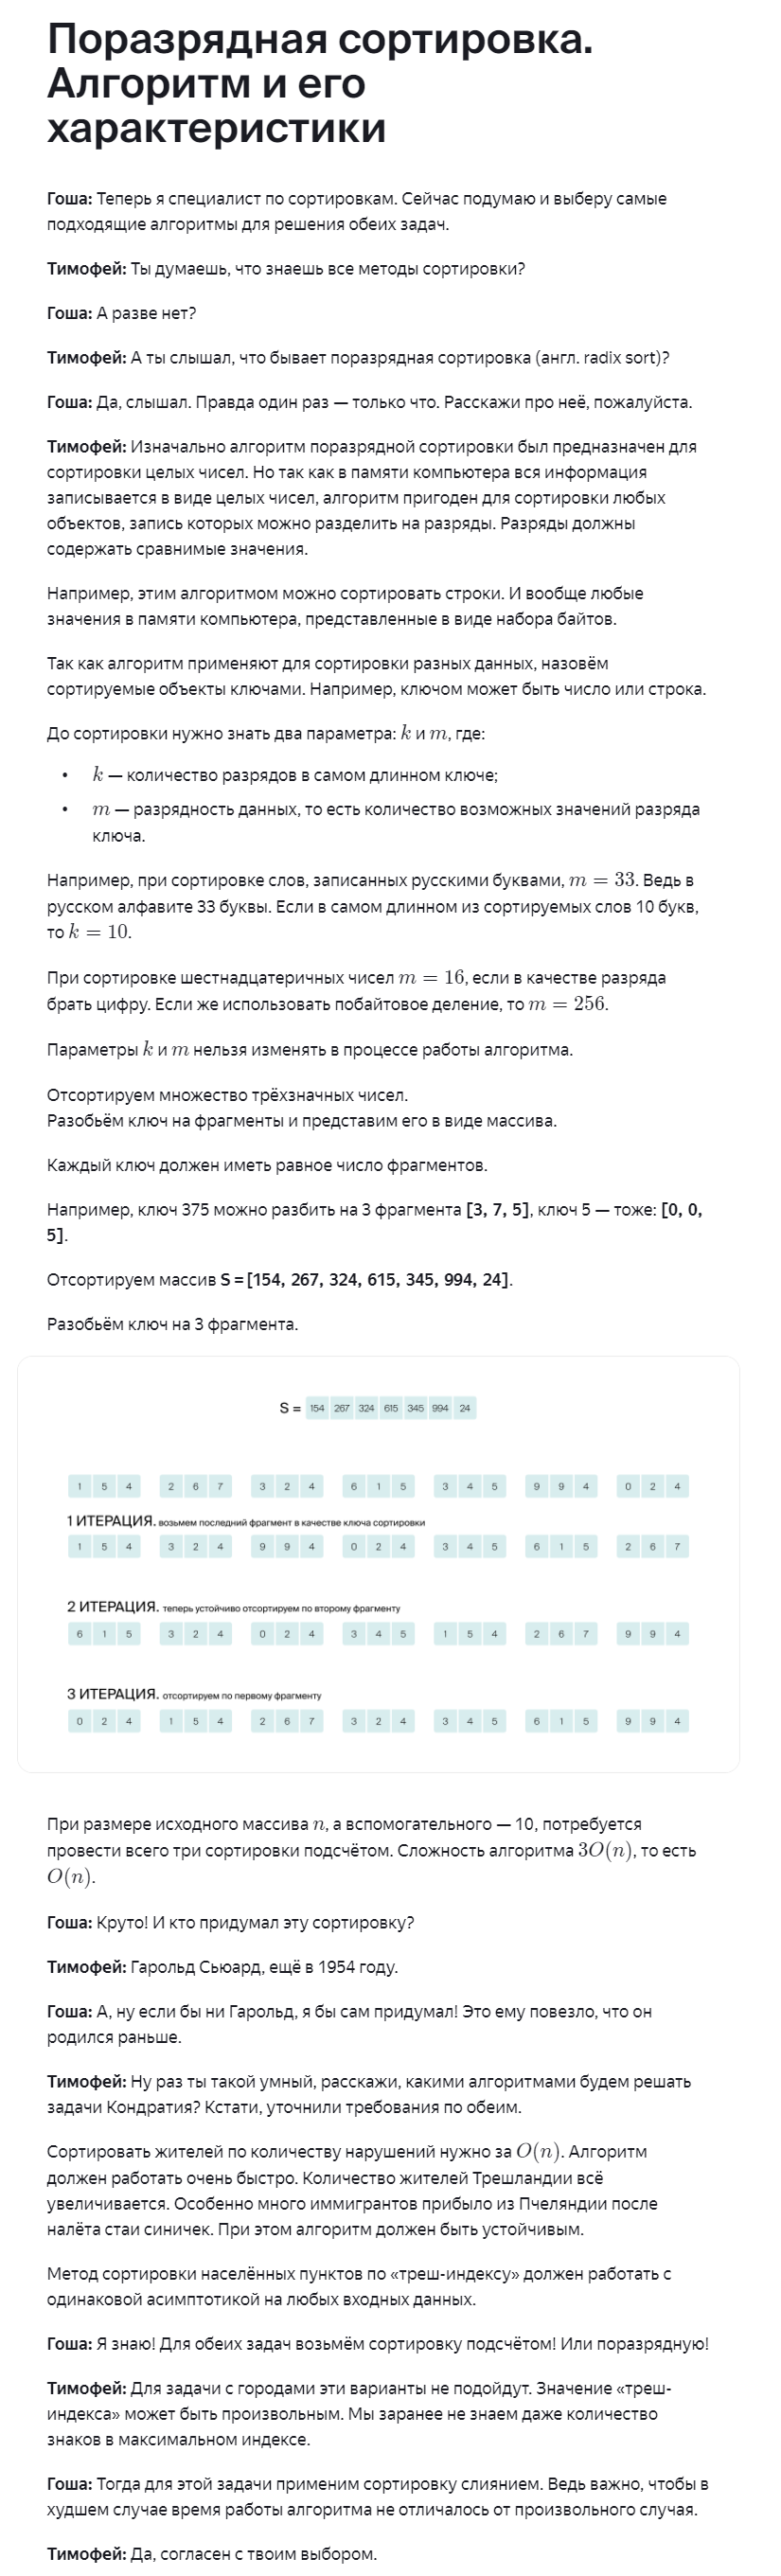 Поразрядная сортировка.
Алгоритм и его
характеристики
Гоша: Теперь я специалист по сортировкам. Сейчас подумаю и выберу самые
подходящие алгоритмы для решения обеих задач.
Тимофей: Ты думаешь, что знаешь все методы сортировки?
Гоша: А разве нет?
Тимофей: А ты слышал, что бывает поразрядная сортировка (англ. radix sort)?
Гоша: Да, слышал. Правда один раз — только что. Расскажи про неё, пожалуйста.
Тимофей: Изначально алгоритм поразрядной сортировки был предназначен для
сортировки целых чисел. Но так как в памяти компьютера вся информация
записывается в виде целых чисел, алгоритм пригоден для сортировки любых
объектов, запись которых можно разделить на разряды. Разряды должны
содержать сравнимые значения.
Например, этим алгоритмом можно сортировать строки. И вообще любые
значения в памяти компьютера, представленные в виде набора байтов.
Так как алгоритм применяют для сортировки разных данных, назовём
сортируемые объекты ключами. Например, ключом может быть число или строка.
До сортировки нужно знать два параметра: k и m, где:
• k — количество разрядов в самом длинном ключе;
• m — разрядность данных, то есть количество возможных значений разряда
ключа.
Например, при сортировке слов, записанных русскими буквами, m = 33. Ведь в
русском алфавите 33 буквы. Если в самом длинном из сортируемых слов 10 букв,
то k = 10.
При сортировке шестнадцатеричных чисел m = 16, если в качестве разряда
брать цифру. Если же использовать побайтовое деление, то m = 256.
Параметры k и m нельзя изменять в процессе работы алгоритма.
Отсортируем множество трёхзначных чисел.
Разобьём ключ на фрагменты и представим его в виде массива.
Каждый ключ должен иметь равное число фрагментов.
Например, ключ 375 можно разбить на 3 фрагмента [3, 7, 5], ключ 5 — тоже: [0, 0,
5].
Отсортируем массив S = [154, 267, 324, 615, 345, 994, 24].
Разобьём ключ на 3 фрагмента.
S = 154 267 324 615 345 994 24
1 5 4 2 6 7 3 2 4 6 1 5 3 4 5 9 9 4 0 2 4
1 ИТЕРАЦИЯ. возьмем последний фрагмент в качестве ключа сортировки
1 5 4 3 2 4 9 9 4 0 2 4 3 4 5 6 1 5 2 6 7
2 ИТЕРАЦИЯ. теперь устойчиво отсортируем по второму фрагменту
6 1 5 3 2 4 0 2 4 3 4 5 1 5 4 2 6 7 9 9 4
3 ИТЕРАЦИЯ. отсортируем по первому фрагменту
0 2 4 1 5 4 2 6 7 3 2 4 3 4 5 6 1 5 9 9 4
При размере исходного массива n, а вспомогательного — 10, потребуется
провести всего три сортировки подсчётом. Сложность алгоритма 3O(n), то есть
O(n).
Гоша: Круто! И кто придумал эту сортировку?
Тимофей: Гарольд Сьюард, ещё в 1954 году.
Гоша: А, ну если бы ни Гарольд, я бы сам придумал! Это ему повезло, что он
родился раньше.
Тимофей: Ну раз ты такой умный, расскажи, какими алгоритмами будем решать
задачи Кондратия? Кстати, уточнили требования по обеим.
Сортировать жителей по количеству нарушений нужно за O(n). Алгоритм
должен работать очень быстро. Количество жителей Трешландии всё
увеличивается. Особенно много иммигрантов прибыло из Пчеляндии после
налёта стаи синичек. При этом алгоритм должен быть устойчивым.
Метод сортировки населённых пунктов по «треш-индексу» должен работать с
одинаковой асимптотикой на любых входных данных.
Гоша: Я знаю! Для обеих задач возьмём сортировку подсчётом! Или поразрядную!
Тимофей: Для задачи с городами эти варианты не подойдут. Значение «треш-
индекса» может быть произвольным. Мы заранее не знаем даже количество
знаков в максимальном индексе.
Гоша: Тогда для этой задачи применим сортировку слиянием. Ведь важно, чтобы в
худшем случае время работы алгоритма не отличалось от произвольного случая.
Тимофей: Да, согласен с твоим выбором.